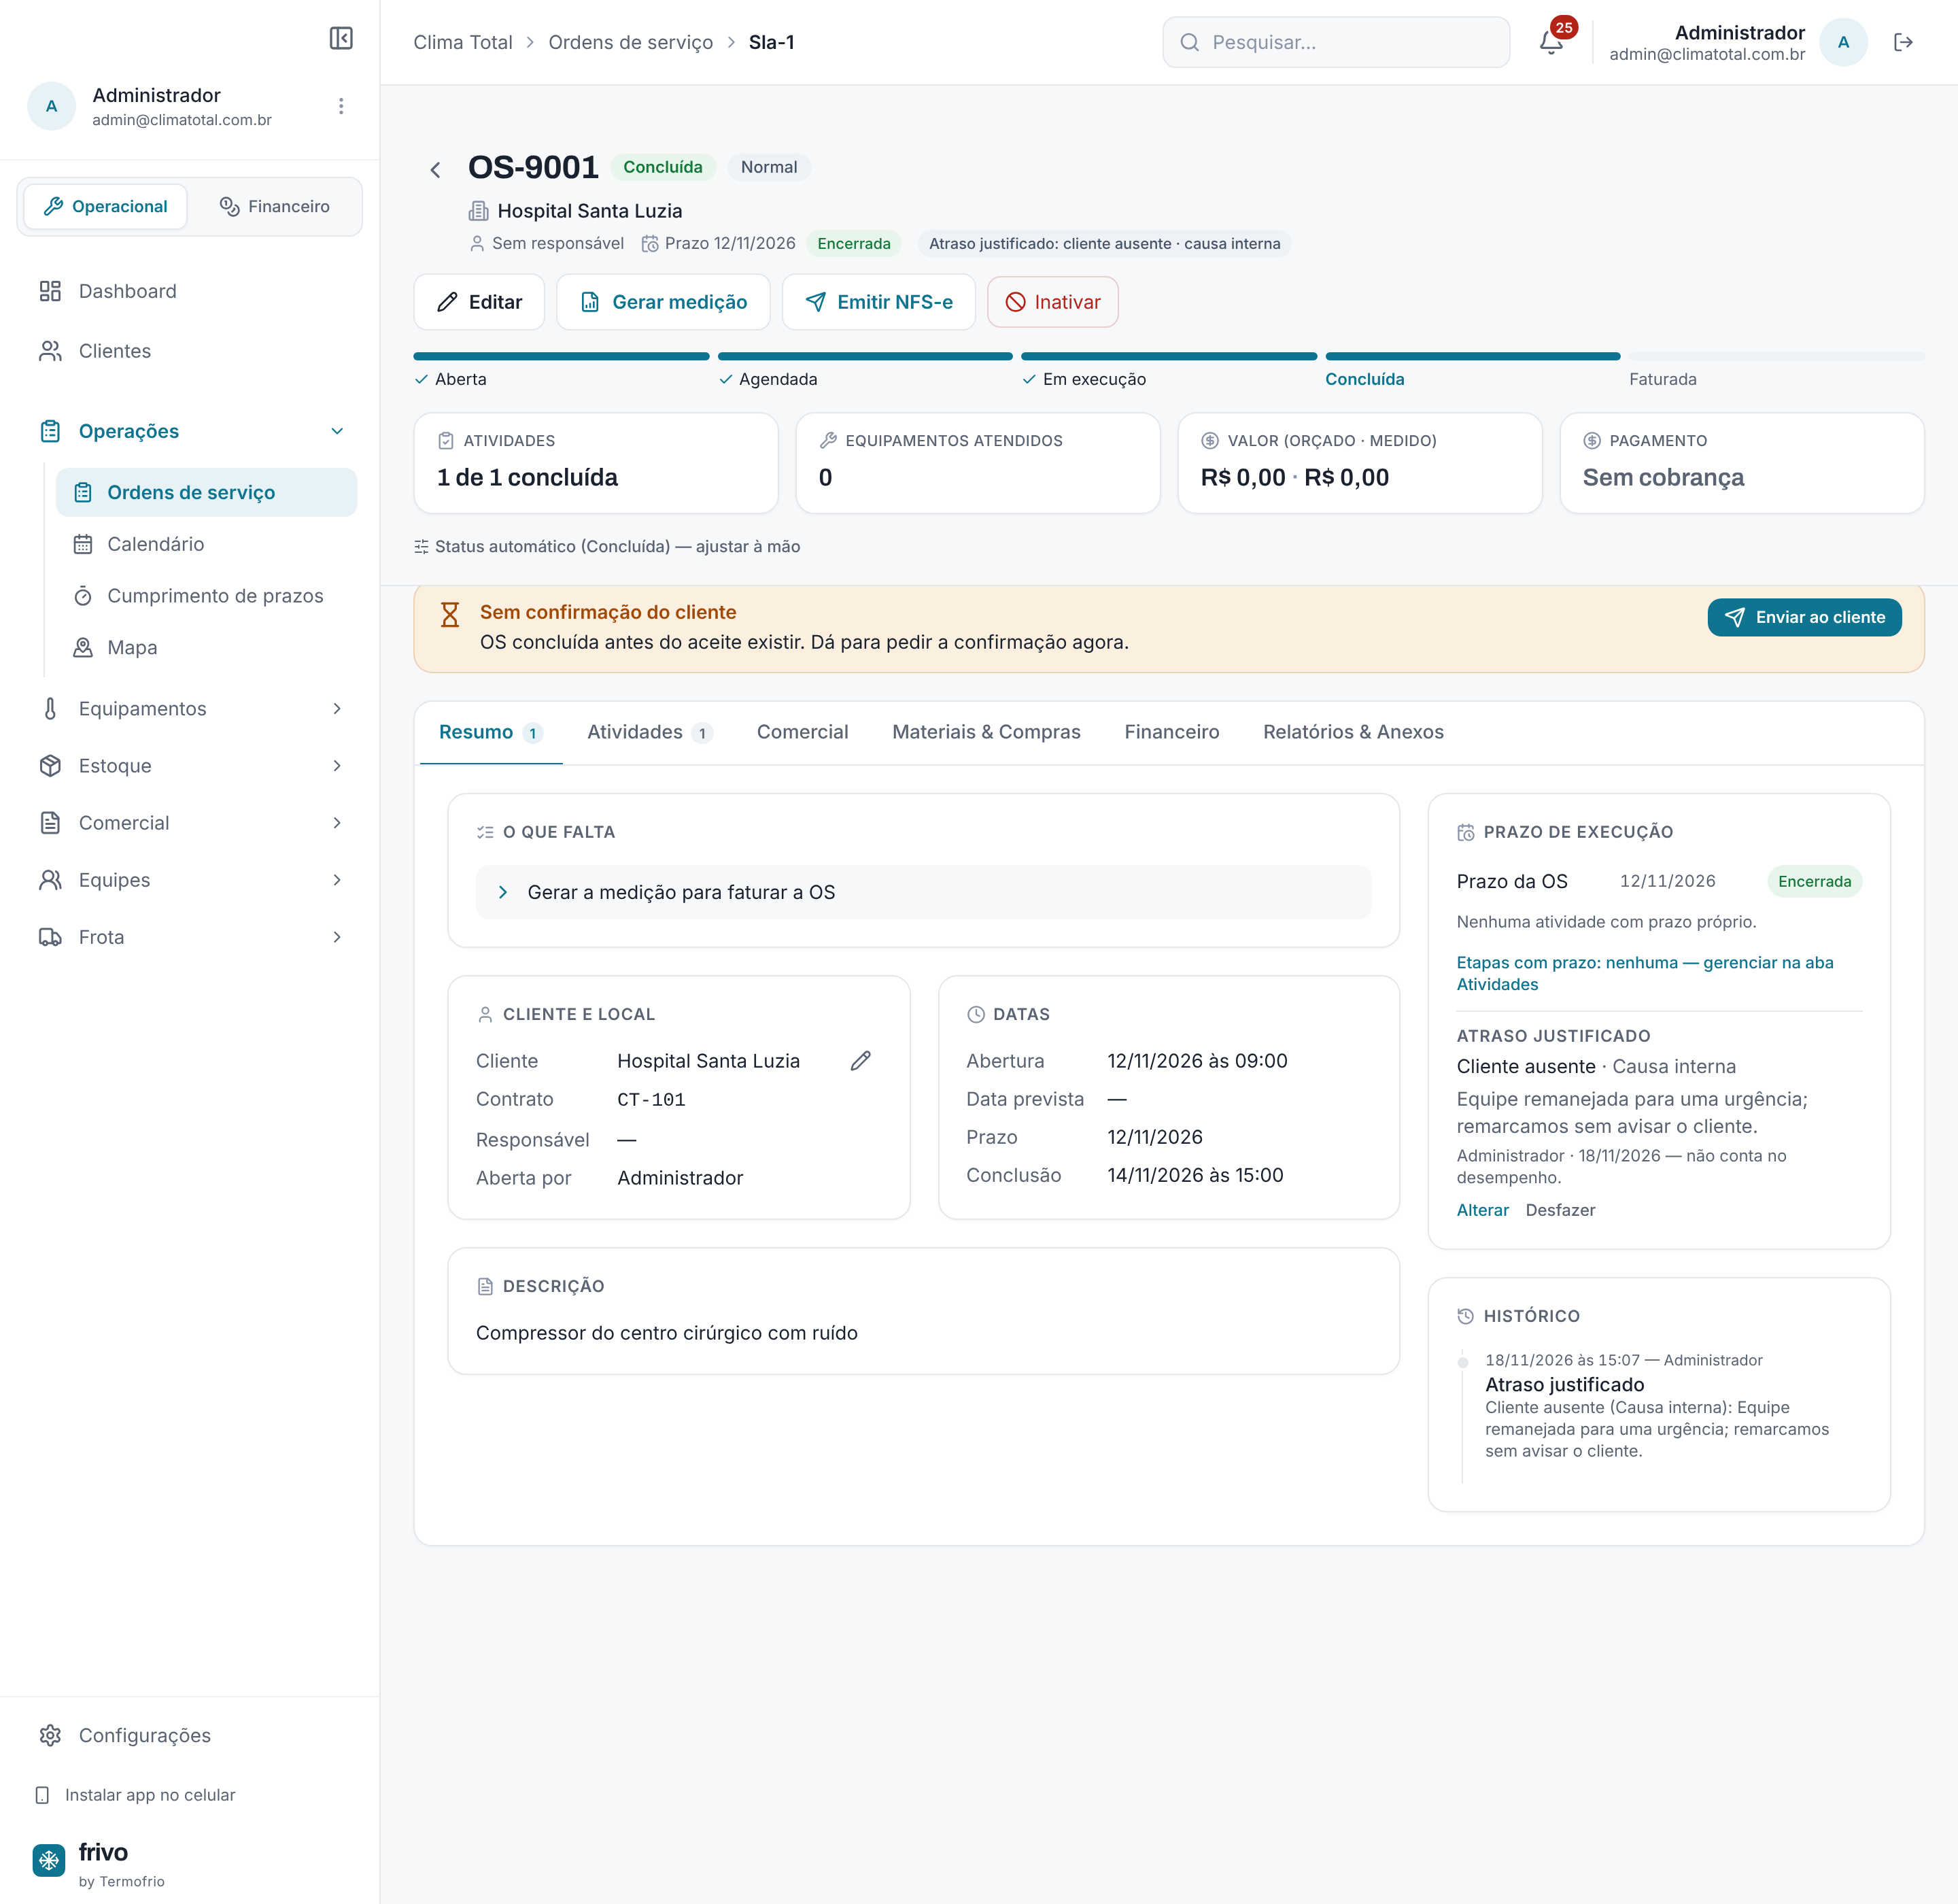 Clima Total > Ordens de serviço > Sla-1
Pesquisar...
25
Administrador
admin@climatotal.com.br
A
A
Administrador
admin@climatotal.com.br
Operacional
Financeiro
Dashboard
Clientes
Operações
Ordens de serviço
Calendário
Cumprimento de prazos
Mapa
Equipamentos
Estoque
Comercial
Equipes
Frota
Configurações
Instalar app no celular
frivo
by Termofrio
OS-9001 Concluída Normal
Hospital Santa Luzia
Sem responsável Prazo 12/11/2026 Encerrada Atraso justificado: cliente ausente · causa interna
Editar
Gerar medição
Emitir NFS-e
Inativar
Aberta
Agendada
Em execução
Concluída
Faturada
ATIVIDADES
1 de 1 concluída
EQUIPAMENTOS ATENDIDOS
0
VALOR (ORÇADO · MEDIDO)
R$ 0,00 · R$ 0,00
PAGAMENTO
Sem cobrança
Status automático (Concluída) — ajustar à mão
Sem confirmação do cliente
OS concluída antes do aceite existir. Dá para pedir a confirmação agora.
Enviar ao cliente
Resumo 1
Atividades 1
Comercial
Materiais & Compras
Financeiro
Relatórios & Anexos
O QUE FALTA
Gerar a medição para faturar a OS
CLIENTE E LOCAL
Cliente Hospital Santa Luzia
Contrato CT-101
Responsável —
Aberta por Administrador
DATAS
Abertura 12/11/2026 às 09:00
Data prevista —
Prazo 12/11/2026
Conclusão 14/11/2026 às 15:00
DESCRIÇÃO
Compressor do centro cirúrgico com ruído
PRAZO DE EXECUÇÃO
Prazo da OS 12/11/2026 Encerrada
Nenhuma atividade com prazo próprio.
Etapas com prazo: nenhuma — gerenciar na aba
Atividades
ATRASO JUSTIFICADO
Cliente ausente · Causa interna
Equipe remanejada para uma urgência;
remarcamos sem avisar o cliente.
Administrador · 18/11/2026 — não conta no
desempenho.
Alterar Desfazer
HISTÓRICO
18/11/2026 às 15:07 — Administrador
Atraso justificado
Cliente ausente (Causa interna): Equipe
remanejada para uma urgência; remarcamos
sem avisar o cliente.